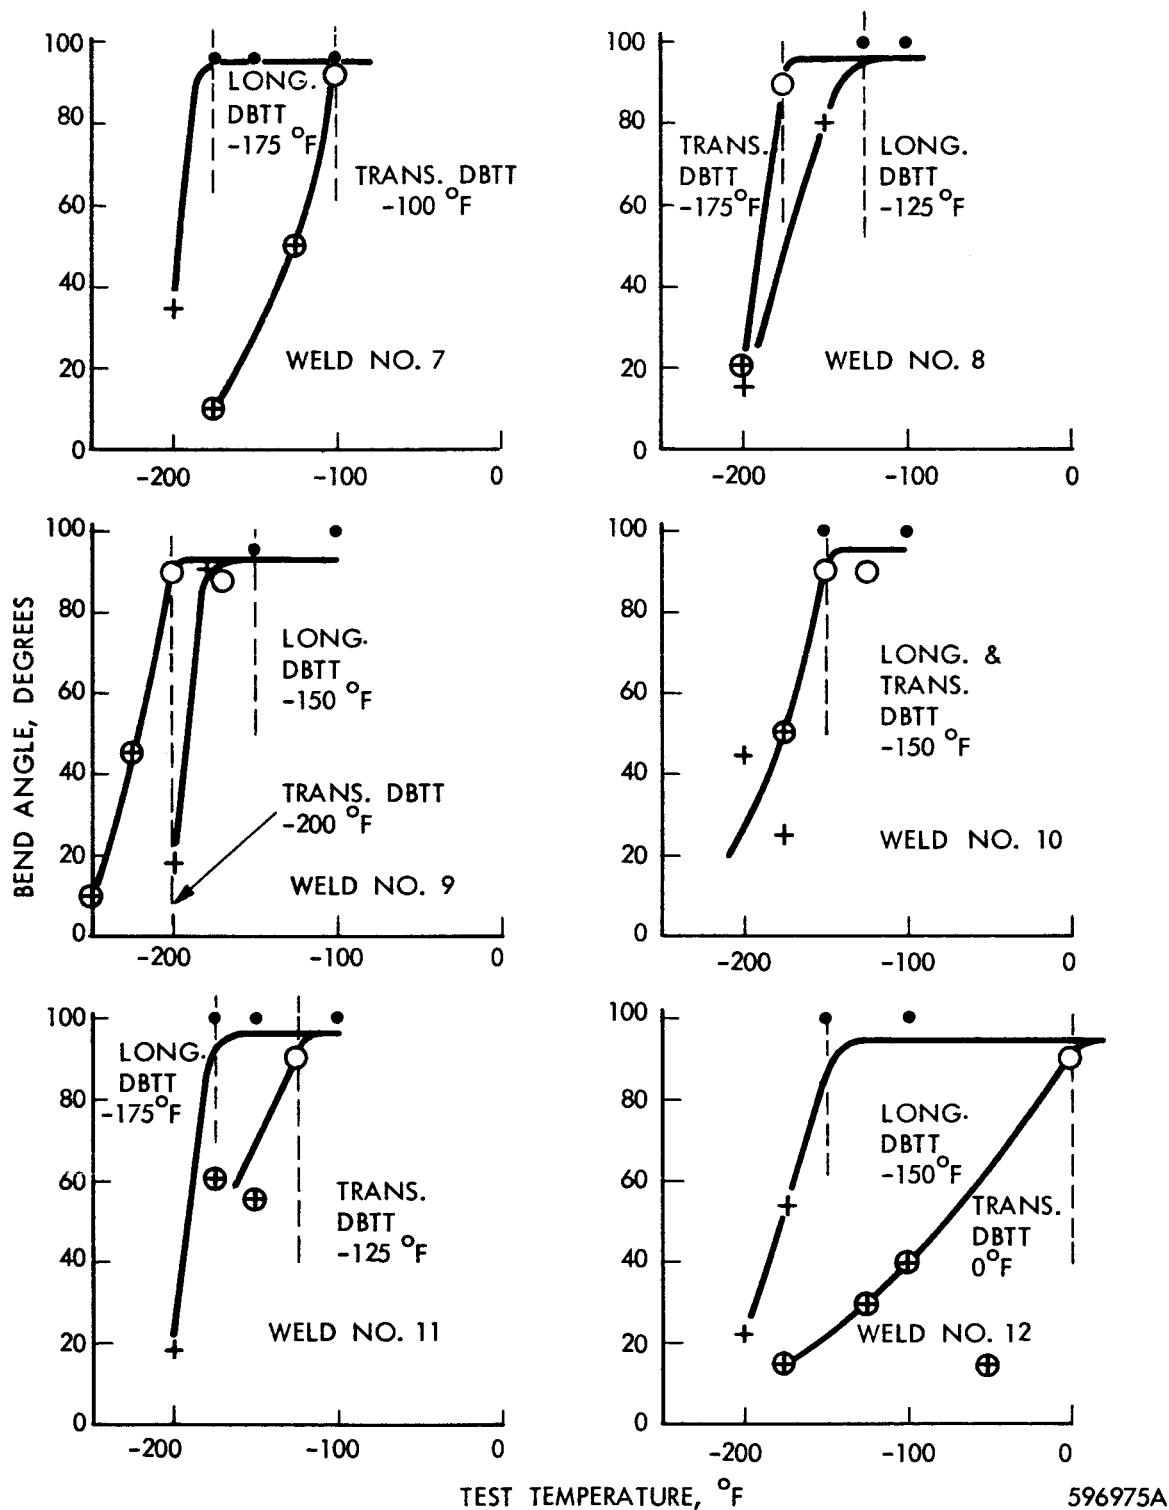 100
80
60
40
20
0
-200
-100
0
LONG.
DBTT
-175 °F
TRANS. DBTT
-100 °F
WELD NO. 7
100
80
60
40
20
0
-200
-100
0
TRANS.
DBTT
-175°F
LONG.
DBTT
-125 °F
WELD NO. 8
BEND ANGLE, DEGREES
100
80
60
40
20
0
-200
-100
0
LONG.
DBTT
-150 °F
TRANS. DBTT
-200 °F
WELD NO. 9
100
80
60
40
20
0
-200
-100
0
LONG. &
TRANS.
DBTT
-150 °F
WELD NO. 10
100
80
60
40
20
0
-200
-100
0
LONG.
DBTT
-175°F
TRANS.
DBTT
-125 °F
WELD NO. 11
100
80
60
40
20
0
-200
-100
0
LONG.
DBTT
-150°F
TRANS.
DBTT
0°F
WELD NO. 12
TEST TEMPERATURE, °F
596975A